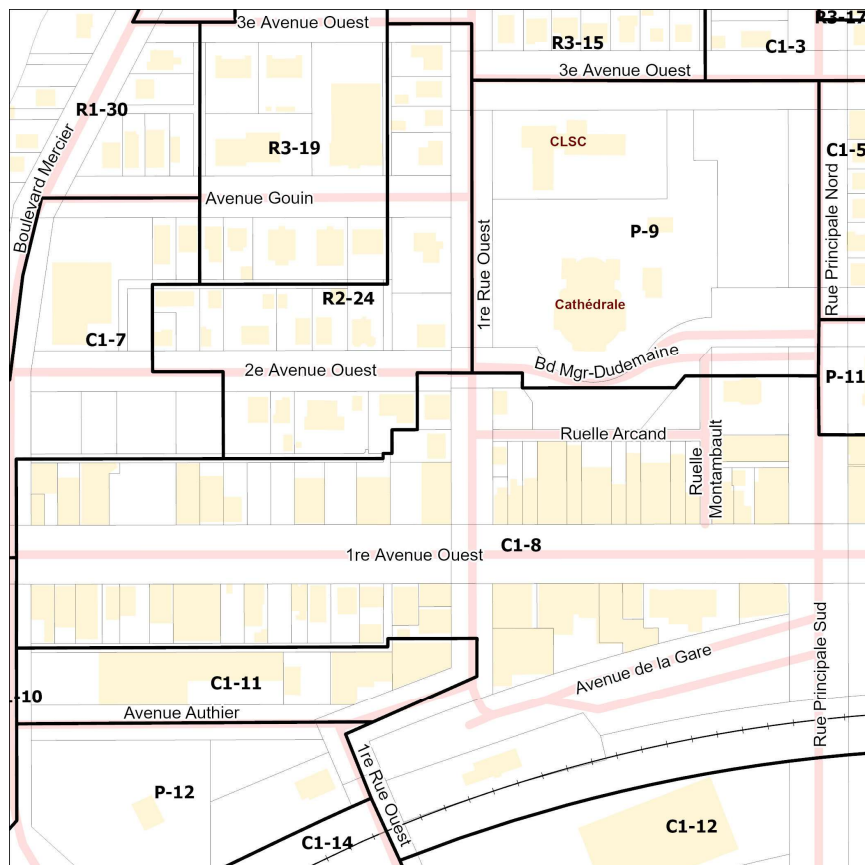 3e Avenue Ouest
R3-17
R3-15
C1-3
3e Avenue Ouest
R1-30
CLSC
R3-19
C1-5
Boulevard Mercier
Avenue Gouin
1re Rue Ouest
P-9
Rue Principale Nord
R2-24
Cathédrale
C1-7
Bd Mgr-Dudemaine
2e Avenue Ouest
P-11
Ruelle Arcand
Ruelle
Montambault
1re Avenue Ouest
C1-8
Avenue de la Gare
Rue Principale Sud
C1-11
-10
Avenue Authier
1re Rue Ouest
P-12
C1-14
C1-12